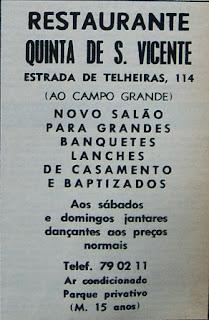 RESTAURANTE
QUINTA DE S. VICENTE
ESTRADA DE TELHEIRAS, 114
(AO CAMPO GRANDE)
NOVO SALÃO
PARA GRANDES
BANQUETES
LANCHES
DE CASAMENTO
E BAPTIZADOS
Aos sábados
e domingos jantares
dançantes aos preços
normais
Telef. 79 02 11
Ar condicionado
Parque privativo
(M. 15 anos)